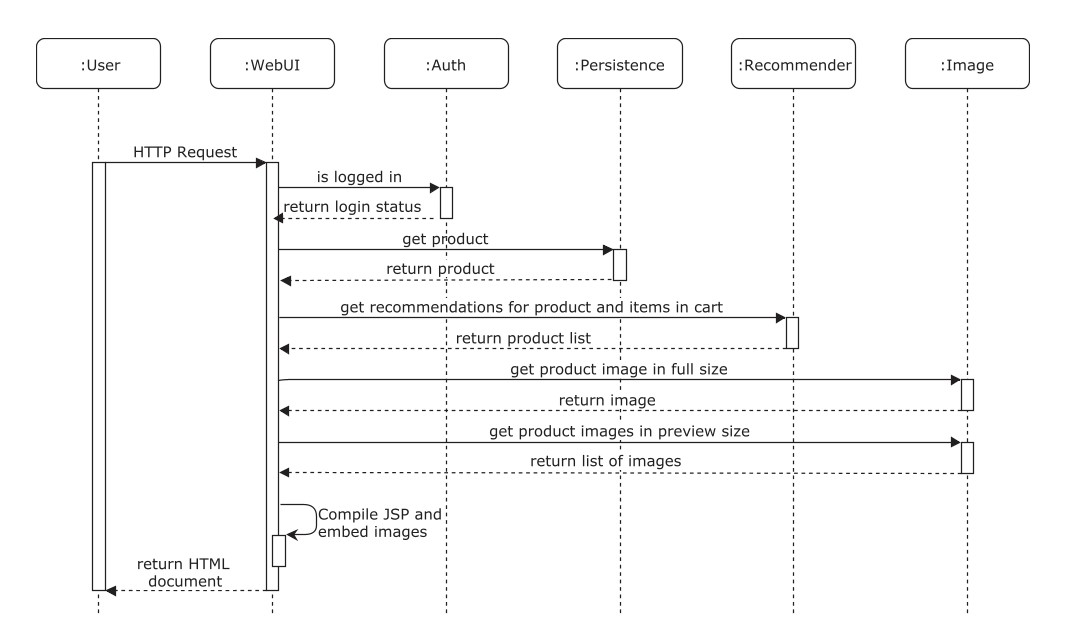 :User
:WebUI
:Auth
:Persistence
:Recommender
:Image
HTTP Request
is logged in
return login status
get product
return product
get recommendations for product and items in cart
return product list
get product image in full size
return image
get product images in preview size
return list of images
Compile JSP and
embed images
return HTML
document